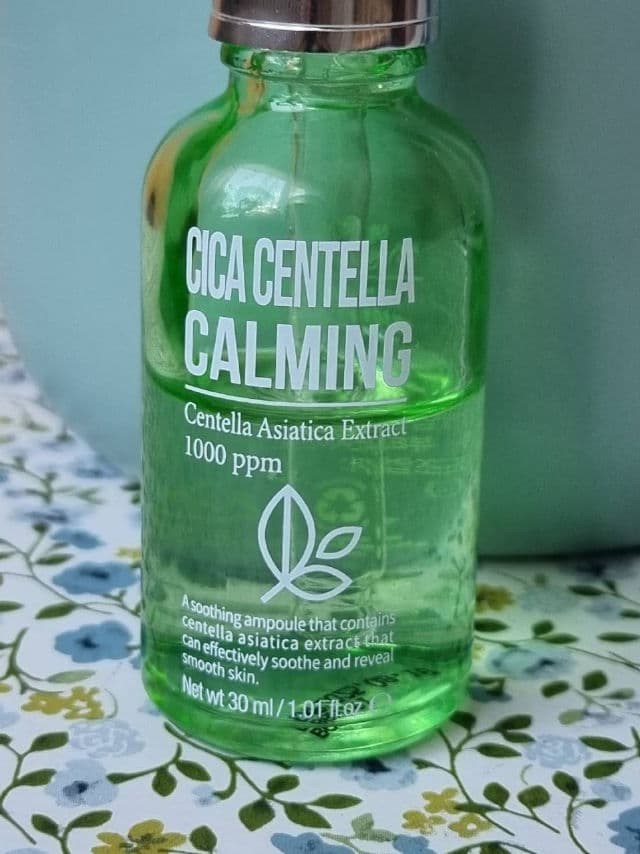 CICA CENTELLA
CALMING
Centella Asiatica Extract
1000 ppm
A soothing ampoule that contains
centella asiatica extract that
can effectively soothe and reveal
smooth skin.
Net wt 30 ml / 1.01 fl.oz